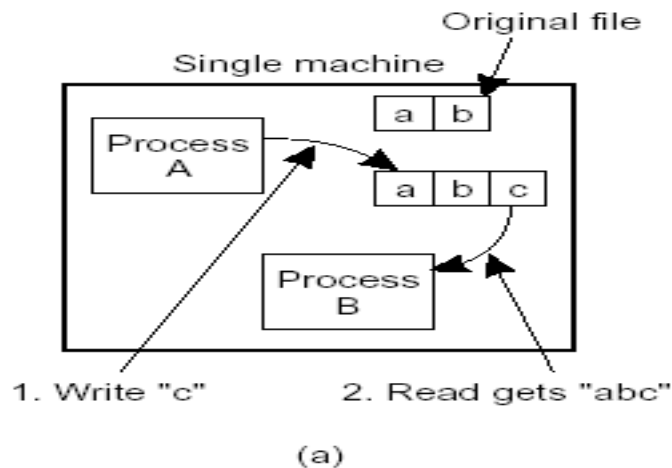 Original file
Single machine
a b
Process
A
a b c
Process
B
1. Write "c"
2. Read gets "abc"
(a)